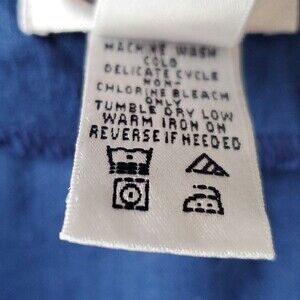 MACHINE WASH
COLD
DELICATE CYCLE
NON-
CHLORINE BLEACH
ONLY
TUMBLE DRY LOW
WARM IRON ON
REVERSE IF NEEDED